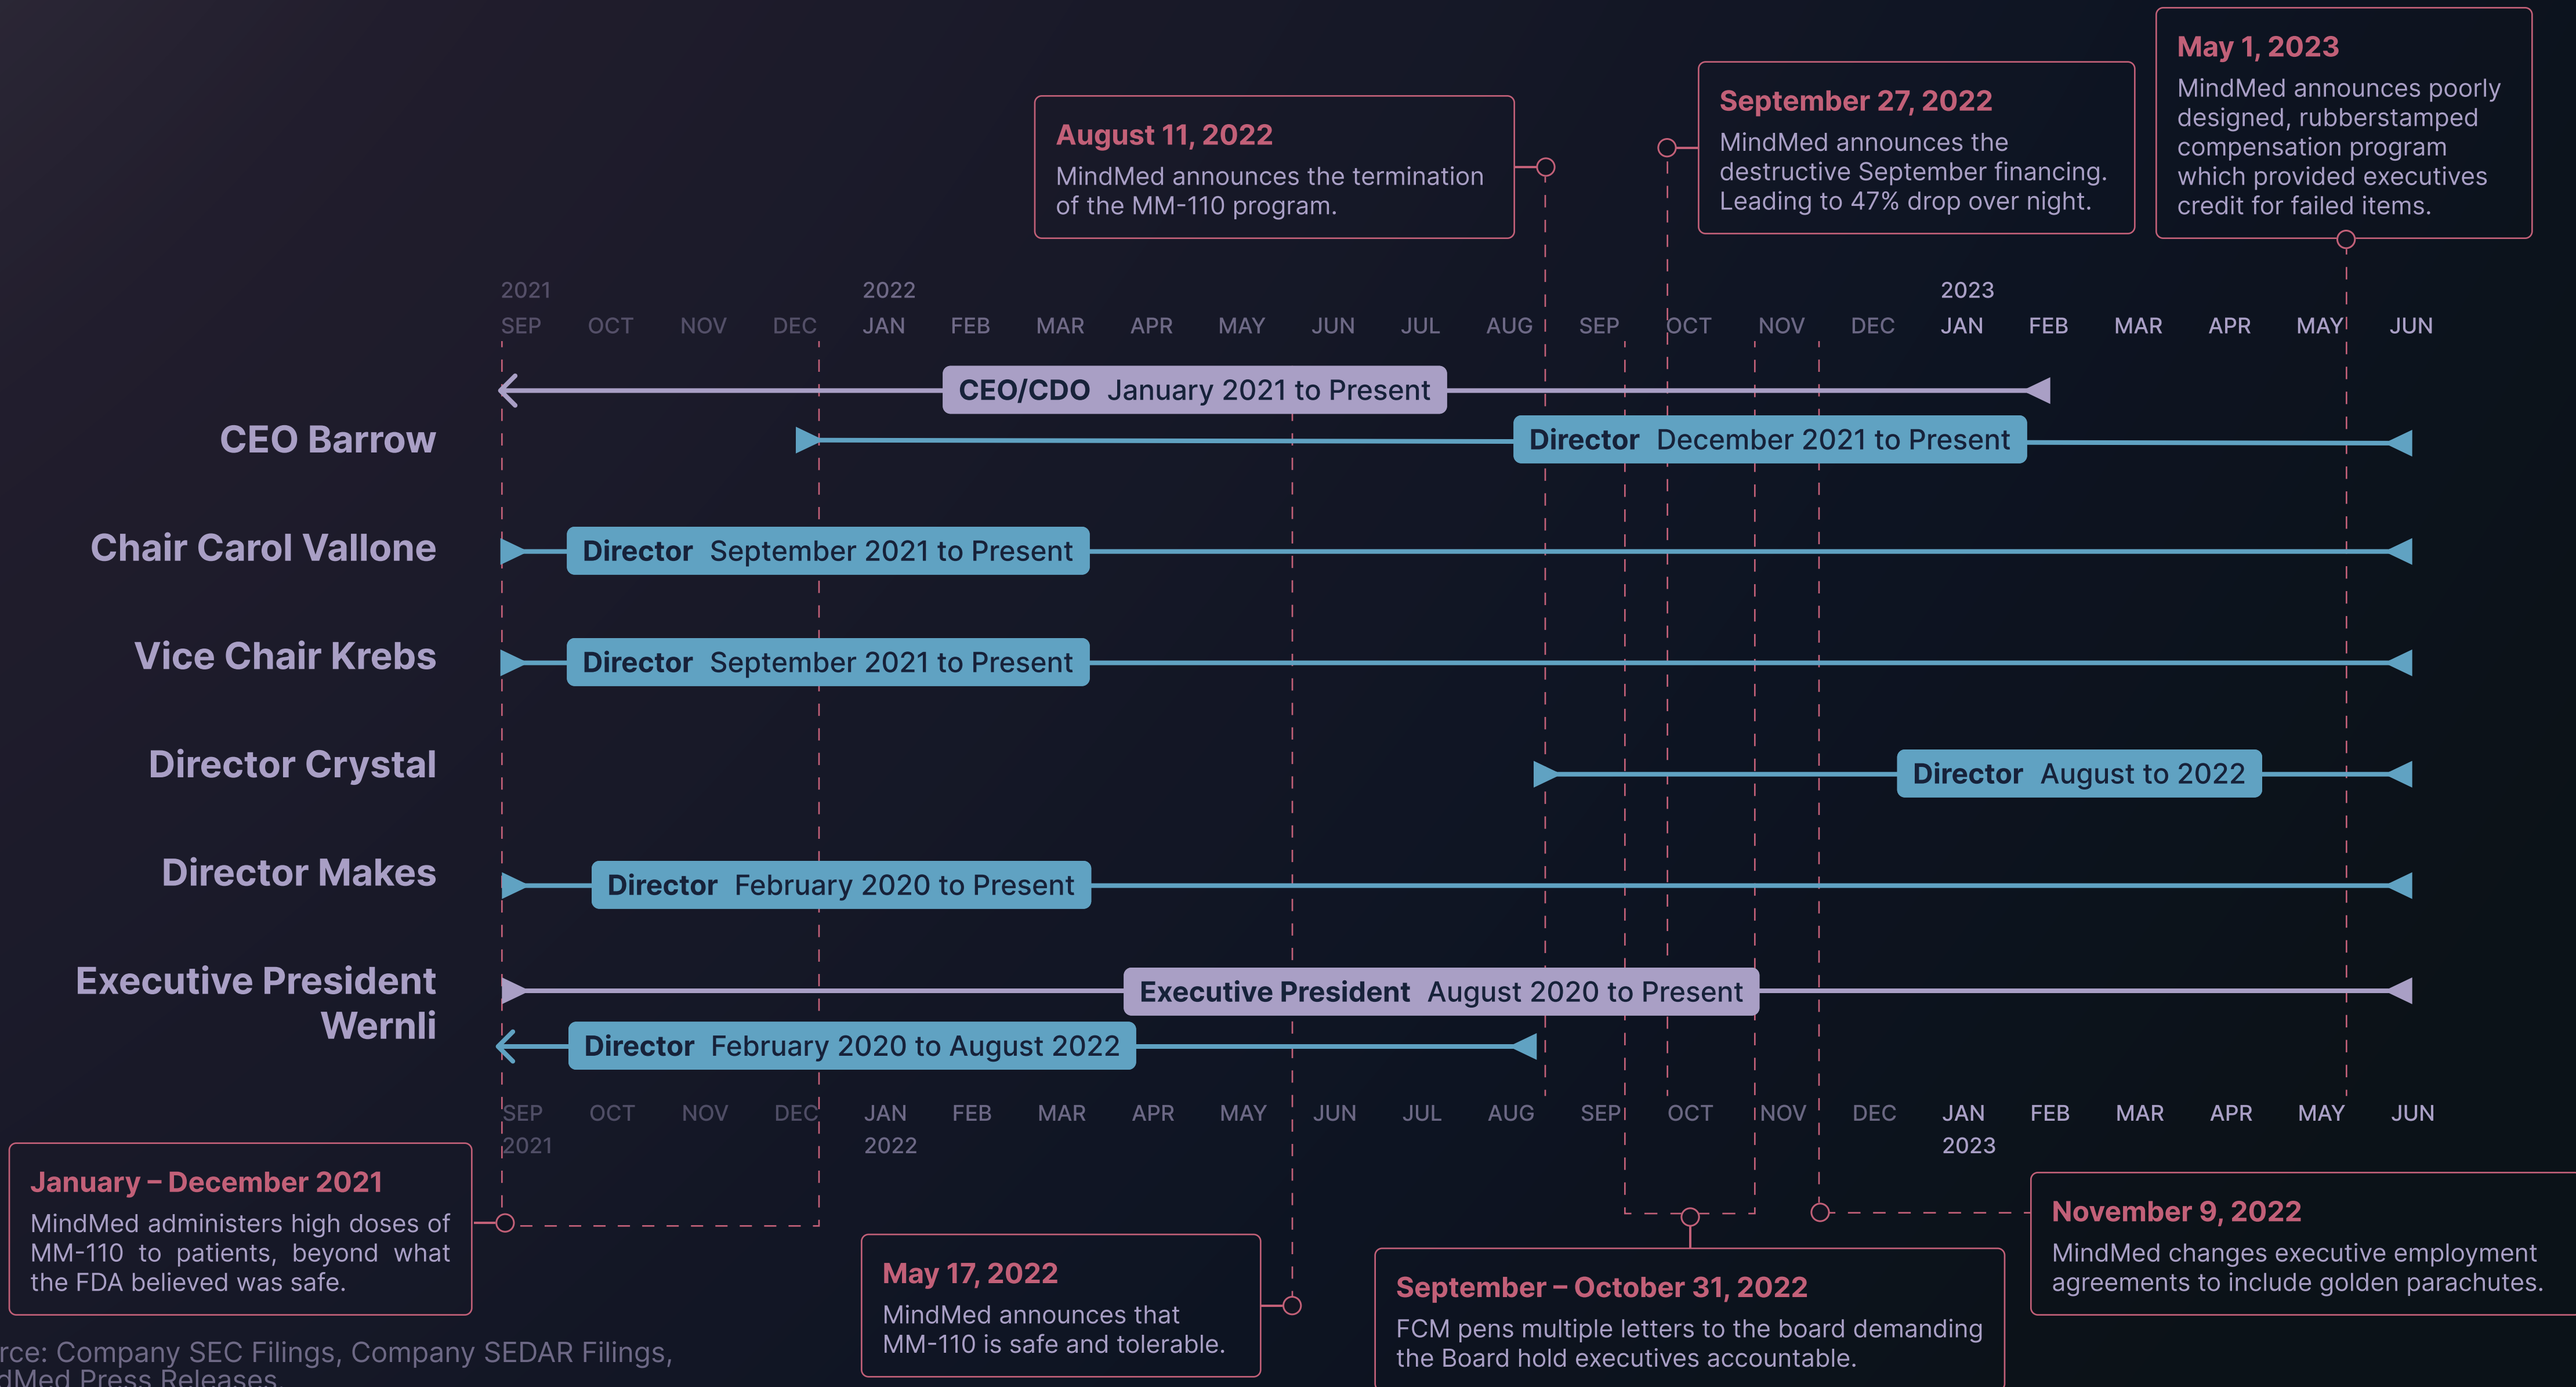 May 1, 2023
MindMed announces poorly
designed, rubberstamped
compensation program
which provided executives
credit for failed items.
September 27, 2022
MindMed announces the
destructive September financing.
Leading to 47% drop over night.
August 11, 2022
MindMed announces the termination
of the MM-110 program.
2021 2022 2023
SEP OCT NOV DEC JAN FEB MAR APR MAY JUN JUL AUG SEP OCT NOV DEC JAN FEB MAR APR MAY JUN
CEO/CDO January 2021 to Present
CEO Barrow
Director December 2021 to Present
Chair Carol Vallone
Director September 2021 to Present
Vice Chair Krebs
Director September 2021 to Present
Director Crystal
Director August to 2022
Director Makes
Director February 2020 to Present
Executive President
Wernli
Executive President August 2020 to Present
Director February 2020 to August 2022
SEP OCT NOV DEC JAN FEB MAR APR MAY JUN JUL AUG SEP OCT NOV DEC JAN FEB MAR APR MAY JUN
2021 2022 2023
January – December 2021
MindMed administers high doses of
MM-110 to patients, beyond what
the FDA believed was safe.
May 17, 2022
MindMed announces that
MM-110 is safe and tolerable.
September – October 31, 2022
FCM pens multiple letters to the board demanding
the Board hold executives accountable.
November 9, 2022
MindMed changes executive employment
agreements to include golden parachutes.
rce: Company SEC Filings, Company SEDAR Filings,
dMed Press Releases.